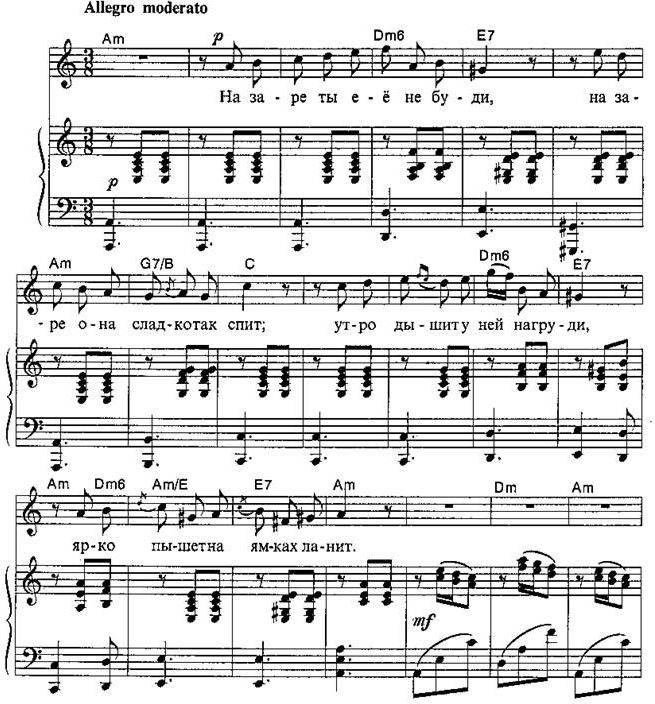 Allegro moderato
Am Dm6 E7
p
На за - ре ты е - ё не бу - ди, на за -
p
Am G7/B C Dm6 E7
- ре о - на слад - котак спит; ут - ро ды - шиту ней нагру - ди,
Am Dm6 Am/E E7 Am Dm Am
яр - ко пы - шетна ям - ках ла - нит.
mf